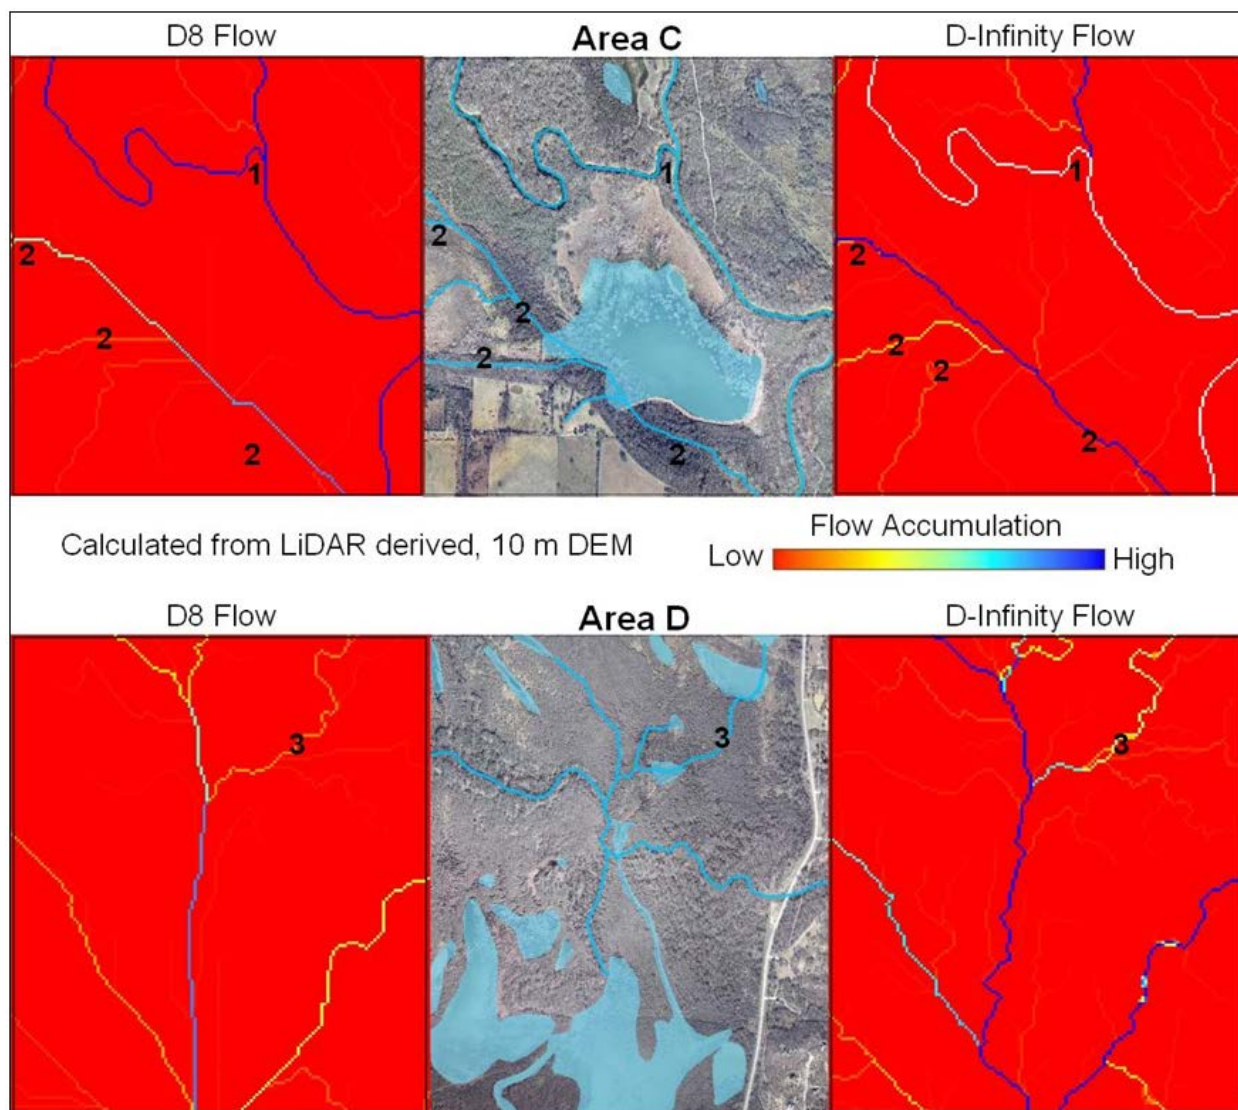 D8 Flow Area C D-Infinity Flow
1 1 1
2 2 2
2 2 2
2 2
2 2 2
Calculated from LiDAR derived, 10 m DEM
Flow Accumulation
Low High
D8 Flow Area D D-Infinity Flow
3 3 3